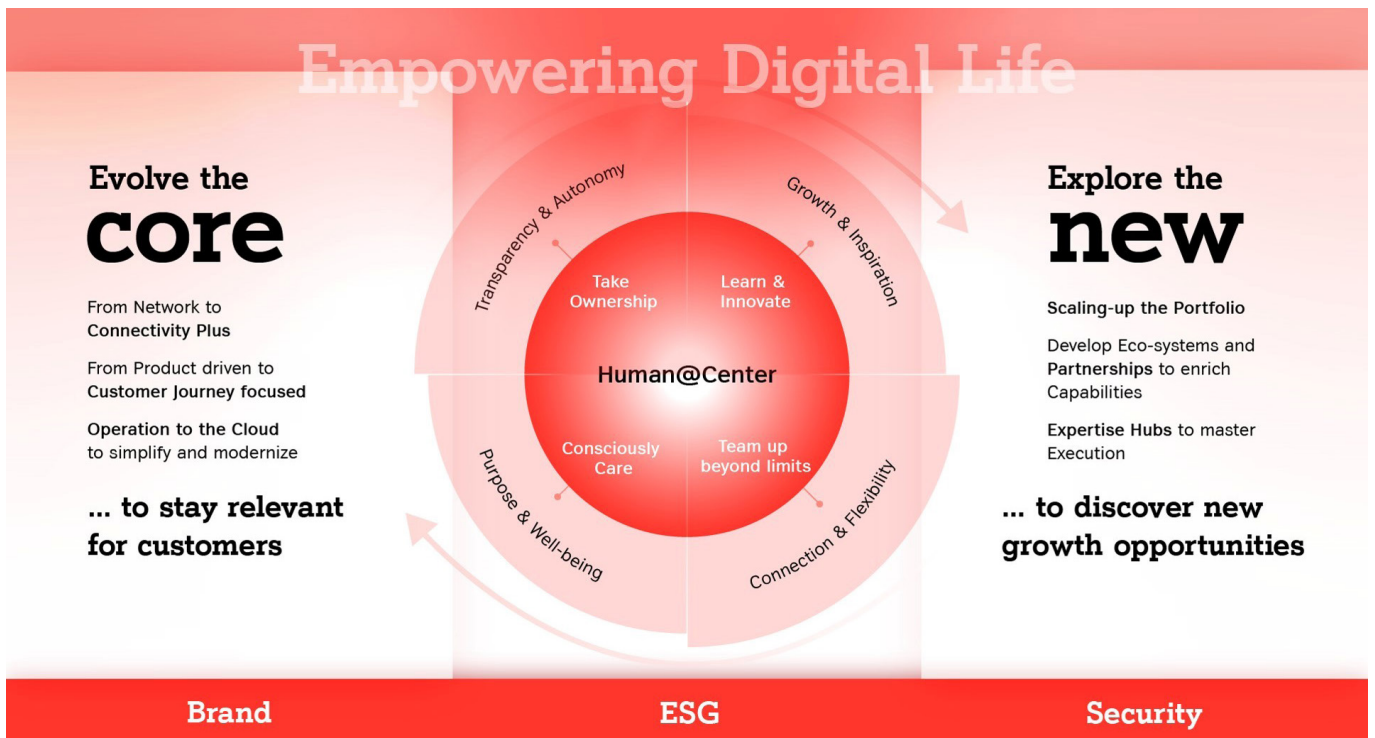 Empowering Digital Life
Evolve the
core
From Network to
Connectivity Plus
From Product driven to
Customer Journey focused
Operation to the Cloud
to simplify and modernize
... to stay relevant
for customers
Transparency & Autonomy
Growth & Inspiration
Take
Ownership
Learn &
Innovate
Human@Center
Consciously
Care
Team up
beyond limits
Purpose & Well-being
Connection & Flexibility
Explore the
new
Scaling-up the Portfolio
Develop Eco-systems and
Partnerships to enrich
Capabilities
Expertise Hubs to master
Execution
... to discover new
growth opportunities
Brand
ESG
Security